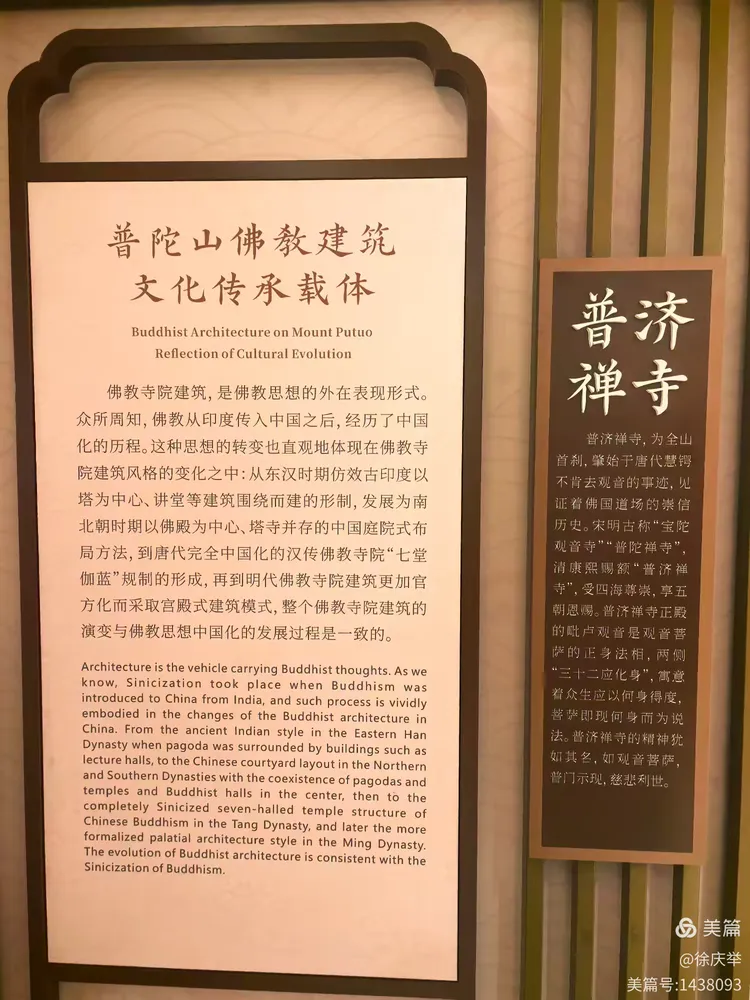 普陀山佛教建筑
文化传承载体
Buddhist Architecture on Mount Putuo
Reflection of Cultural Evolution
佛教寺院建筑，是佛教思想的外在表现形式。
众所周知，佛教从印度传入中国之后，经历了中国
化的历程。这种思想的转变也直观地体现在佛教寺
院建筑风格的变化之中：从东汉时期仿效古印度以
塔为中心、讲堂等建筑围绕而建的形制，发展为南
北朝时期以佛殿为中心、塔寺并存的中国庭院式布
局方法，到唐代完全中国化的汉传佛教寺院“七堂
伽蓝”规制的形成，再到明代佛教寺院建筑更加官
方化而采取宫殿式建筑模式，整个佛教寺院建筑的
演变与佛教思想中国化的发展过程是一致的。
Architecture is the vehicle carrying Buddhist thoughts. As we
know, Sinicization took place when Buddhism was
introduced to China from India, and such process is vividly
embodied in the changes of the Buddhist architecture in
China. From the ancient Indian style in the Eastern Han
Dynasty when pagoda was surrounded by buildings such as
lecture halls, to the Chinese courtyard layout in the Northern
and Southern Dynasties with the coexistence of pagodas and
temples and Buddhist halls in the center, then to the
completely Sinicized seven-halled temple structure of
Chinese Buddhism in the Tang Dynasty, and later the more
formalized palatial architecture style in the Ming Dynasty.
The evolution of Buddhist architecture is consistent with the
Sinicization of Buddhism.
普济
禅寺
普济禅寺，为全山
首刹，肇始于唐代慧锷
不肯去观音的事迹，见
证着佛国道场的崇信
历史。宋明古称“宝陀
观音寺”“普陀禅寺”，
清康熙赐额“普济禅
寺”，受四海尊崇，享五
朝恩赐。普济禅寺正殿
的毗卢观音是观音菩
萨的正身法相，两侧
“三十二应化身”，寓意
着众生应以何身得度，
菩萨即现何身而为说
法。普济禅寺的精神犹
如其名，如观音菩萨，
普门示现，慈悲利世。
美篇
@徐庆举
美篇号:1438093